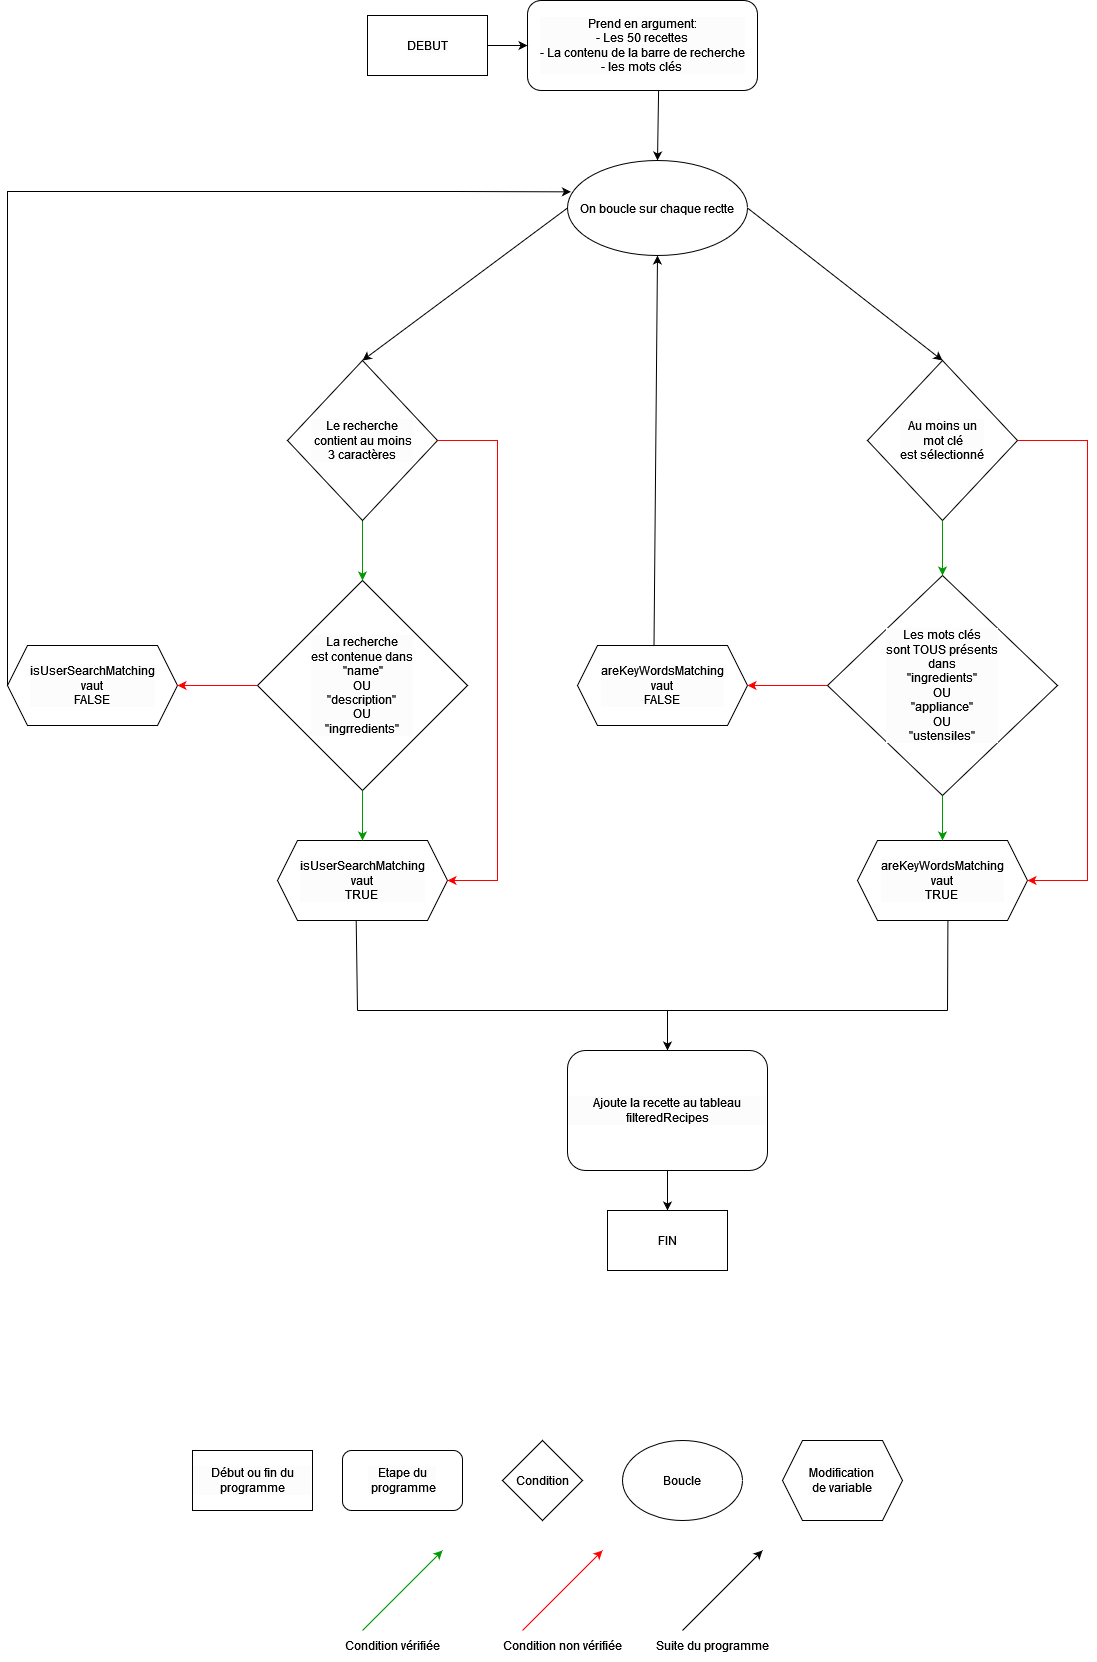 DEBUT
Prend en argument:
- Les 50 recettes
- La contenu de la barre de recherche
- les mots clés
On boucle sur chaque rectte
Le recherche
contient au moins
3 caractères
Au moins un
mot clé
est sélectionné
La recherche
est contenue dans
"name"
OU
"description"
OU
"ingrredients"
isUserSearchMatching
vaut
FALSE
areKeyWordsMatching
vaut
FALSE
Les mots clés
sont TOUS présents
dans
"ingredients"
OU
"appliance"
OU
"ustensiles"
isUserSearchMatching
vaut
TRUE
areKeyWordsMatching
vaut
TRUE
Ajoute la recette au tableau
filteredRecipes
FIN
Début ou fin du
programme
Etape du
programme
Condition
Boucle
Modification
de variable
Condition vérifiée
Condition non vérifiée
Suite du programme